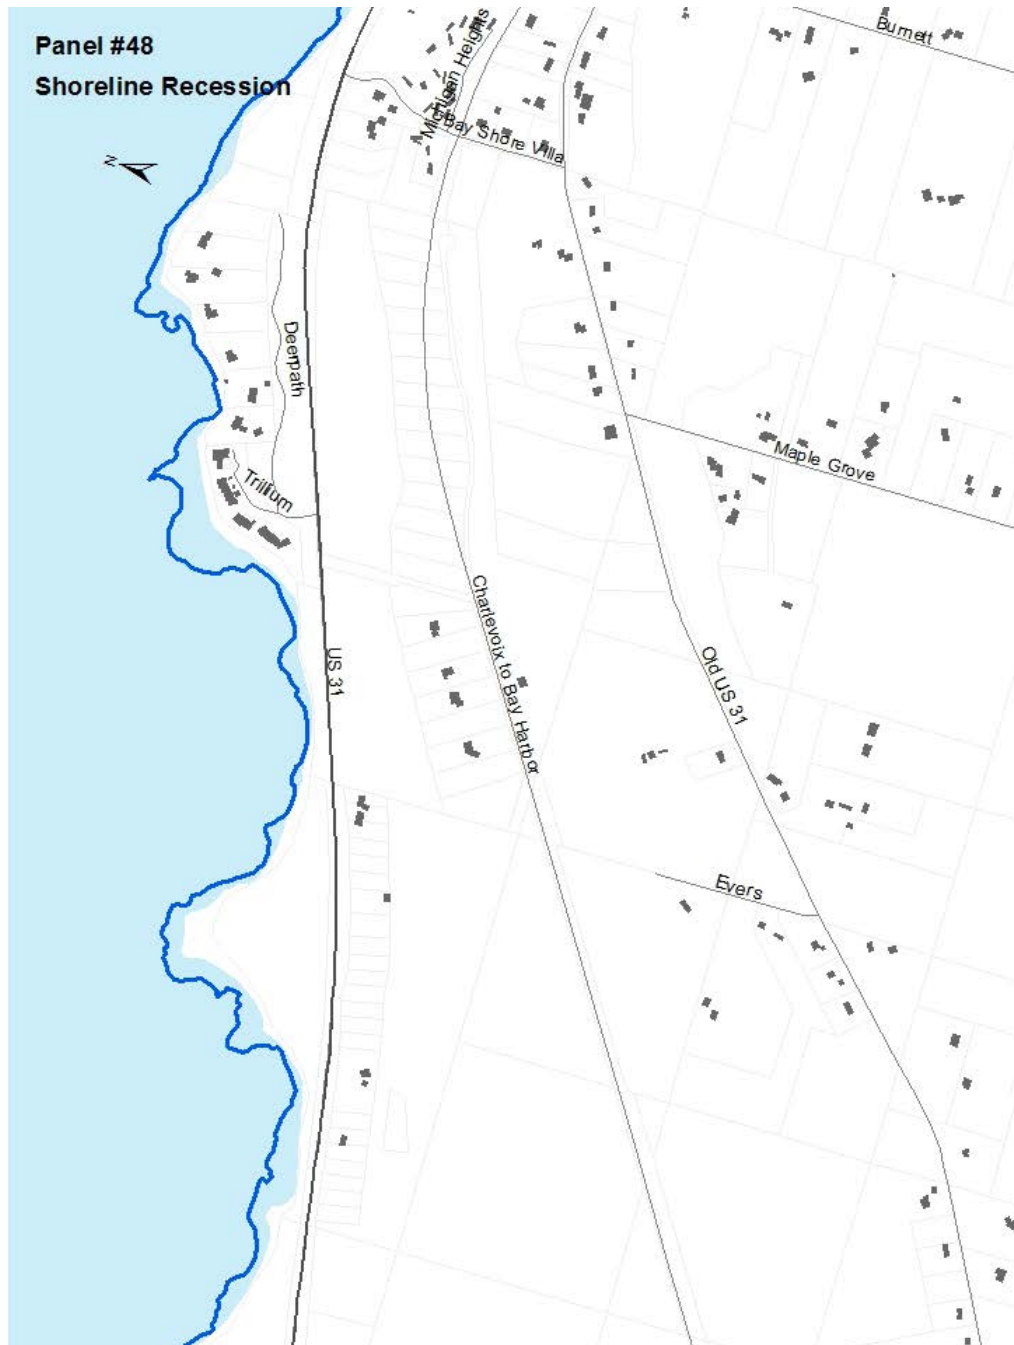 Panel #48
Shoreline Recession
Burnett
Michigan Heights
Bay Shore Villa
N
Deerpath
Maple Grove
Trillium
Charlevoix to Bay Harbor
US 31
Old US 31
Evers